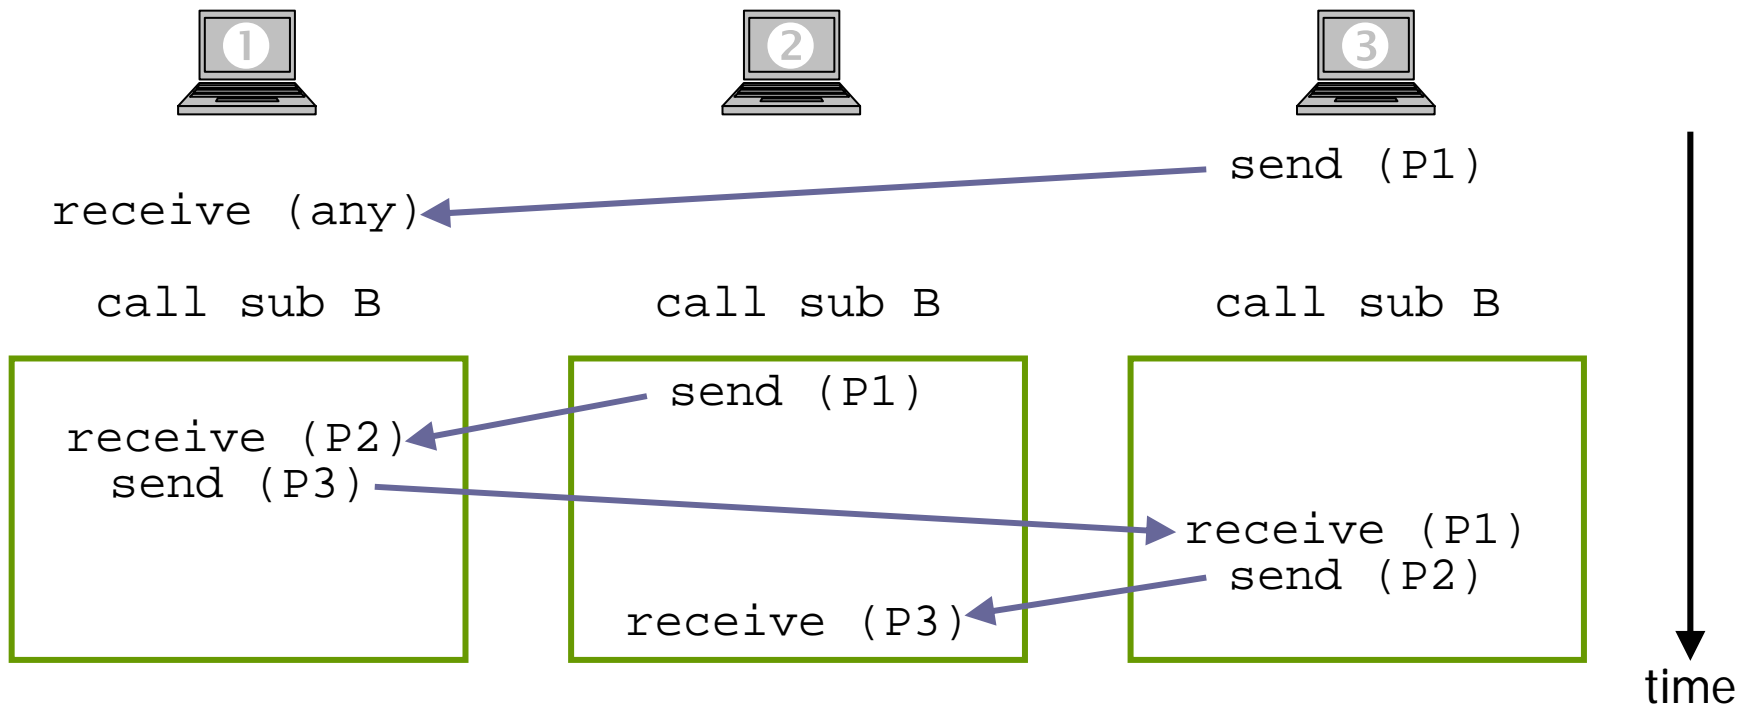 1 2 3
send (P1)
receive (any)
call sub B call sub B call sub B
send (P1)
receive (P2)
send (P3)
receive (P1)
send (P2)
receive (P3)
time